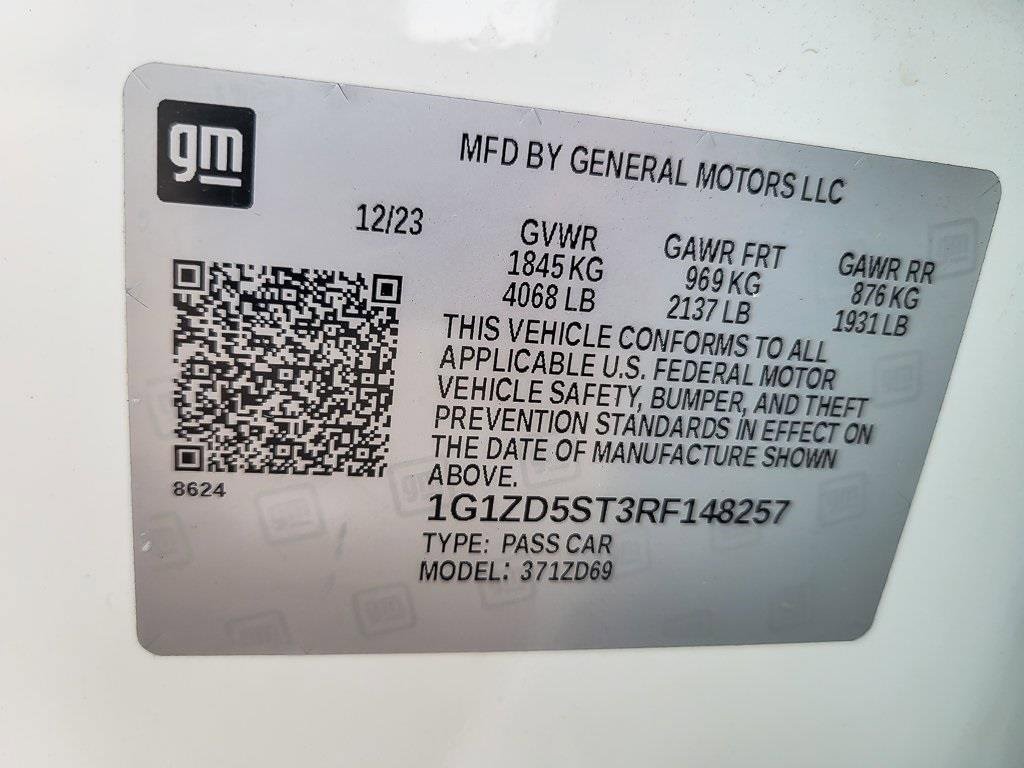 gm
MFD BY GENERAL MOTORS LLC
12/23
GVWR
1845 KG
4068 LB
GAWR FRT
969 KG
2137 LB
GAWR RR
876 KG
1931 LB
THIS VEHICLE CONFORMS TO ALL
APPLICABLE U.S. FEDERAL MOTOR
VEHICLE SAFETY, BUMPER, AND THEFT
PREVENTION STANDARDS IN EFFECT ON
THE DATE OF MANUFACTURE SHOWN
ABOVE.
8624
1G1ZD5ST3RF148257
TYPE: PASS CAR
MODEL: 371ZD69